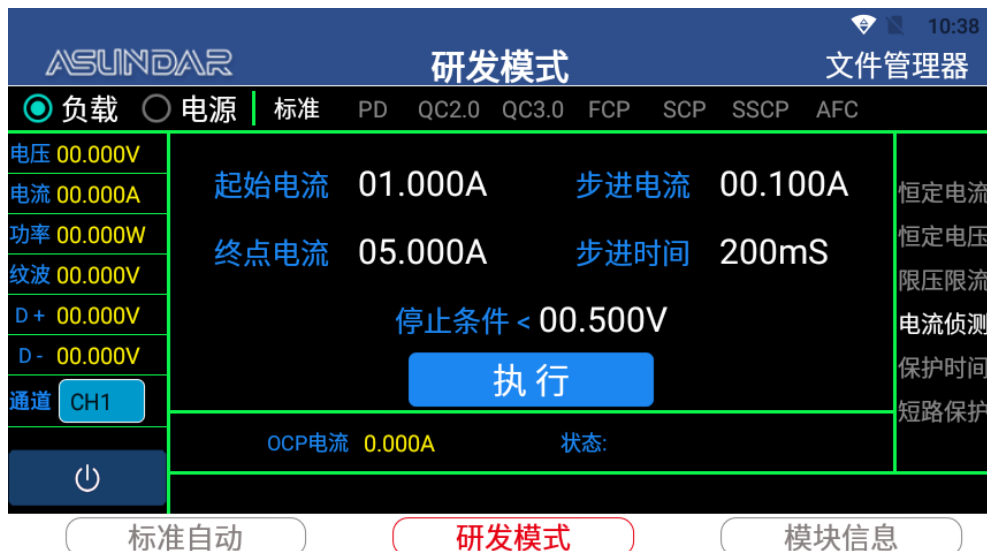 10:38
ASUNDAR 研发模式 文件管理器
负载 电源 标准 PD QC2.0 QC3.0 FCP SCP SSCP AFC
电压 00.000V
电流 00.000A
功率 00.000W
纹波 00.000V
D + 00.000V
D - 00.000V
通道 CH1
起始电流 01.000A 步进电流 00.100A
终点电流 05.000A 步进时间 200mS
停止条件 < 00.500V
执行
OCP电流 0.000A 状态:
恒定电流
恒定电压
限压限流
电流侦测
保护时间
短路保护
标准自动 研发模式 模块信息